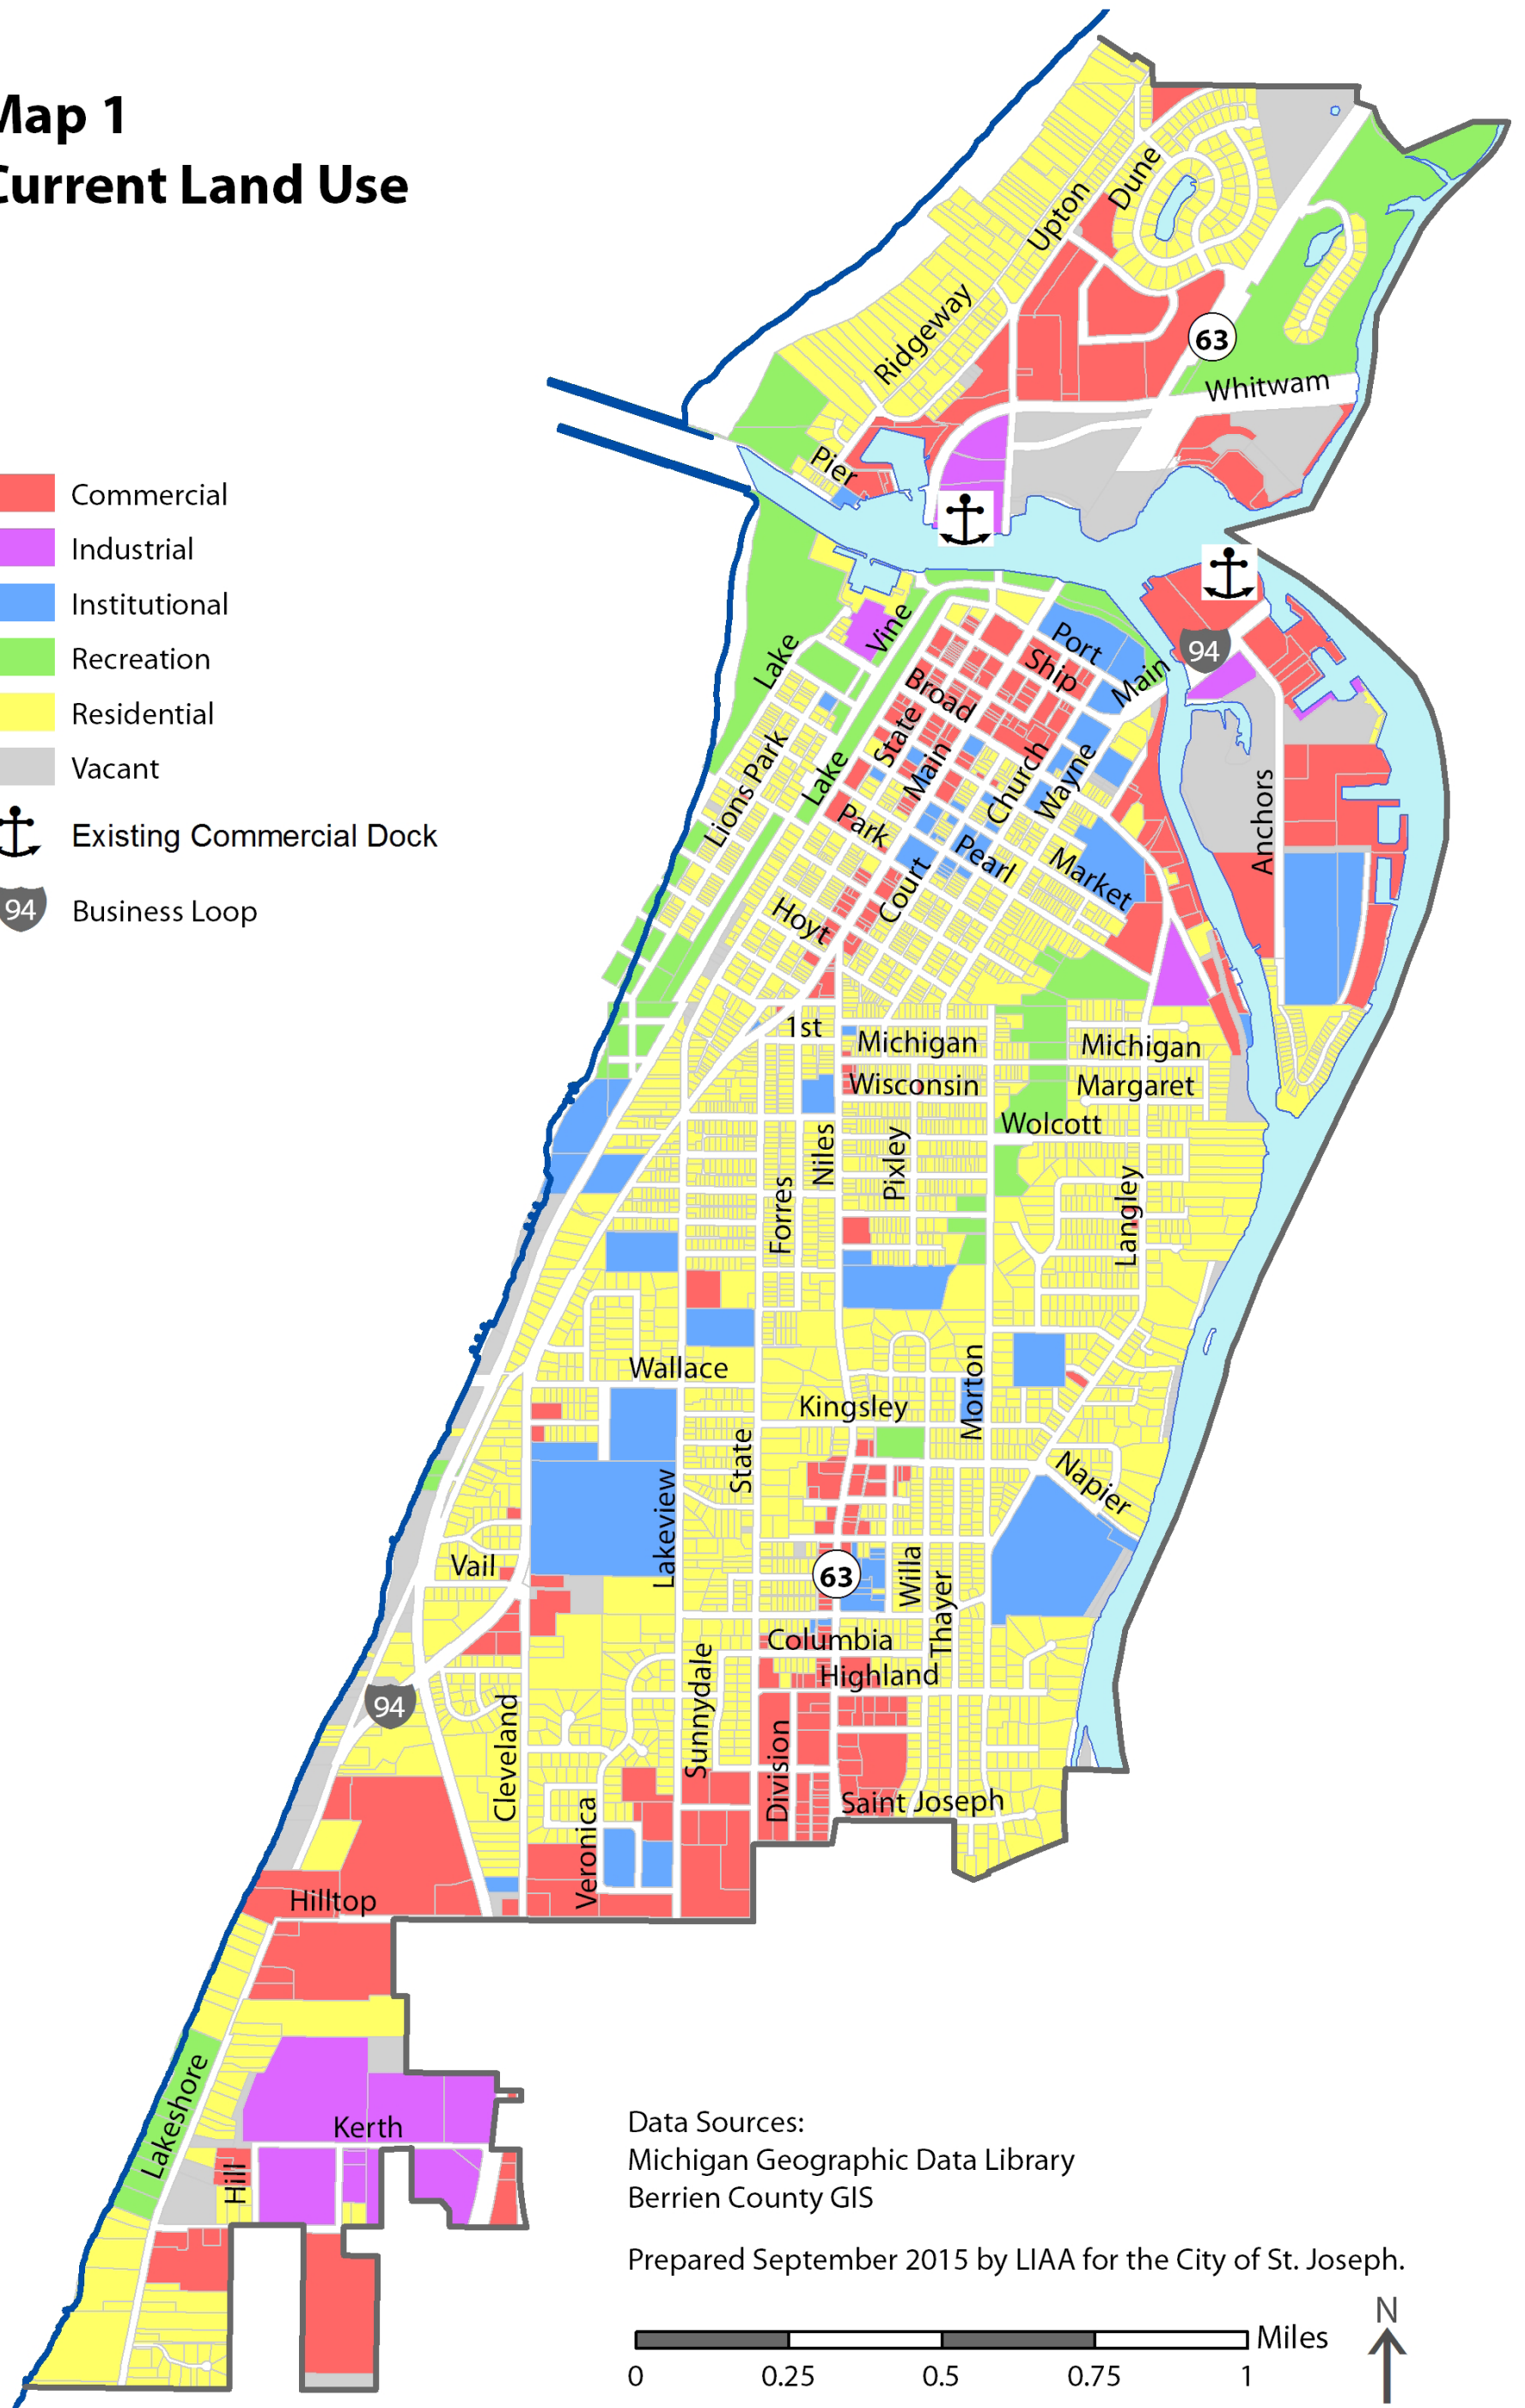 Map 1
Current Land Use
Commercial
Industrial
Institutional
Recreation
Residential
Vacant
Existing Commercial Dock
94 Business Loop
Upton
Dune
Ridgeway
63
Whitwam
Pier
Lake
Vine
Port
Ship
Main
94
Broad
State
Main
Church
Wayne
Lions Park
Lake
Park
Pearl
Market
Anchors
Court
Hoyt
1st
Michigan
Michigan
Wisconsin
Margaret
Wolcott
Niles
Pixley
Forres
Langley
Wallace
Kingsley
Morton
State
Lakeview
Napier
Vail
63
Willa
Thayer
Columbia
Highland
Sunnydale
94
Cleveland
Division
Veronica
Saint Joseph
Hilltop
Lakeshore
Kerth
Hill
Data Sources:
Michigan Geographic Data Library
Berrien County GIS
Prepared September 2015 by LIAA for the City of St. Joseph.
N
Miles
0 0.25 0.5 0.75 1